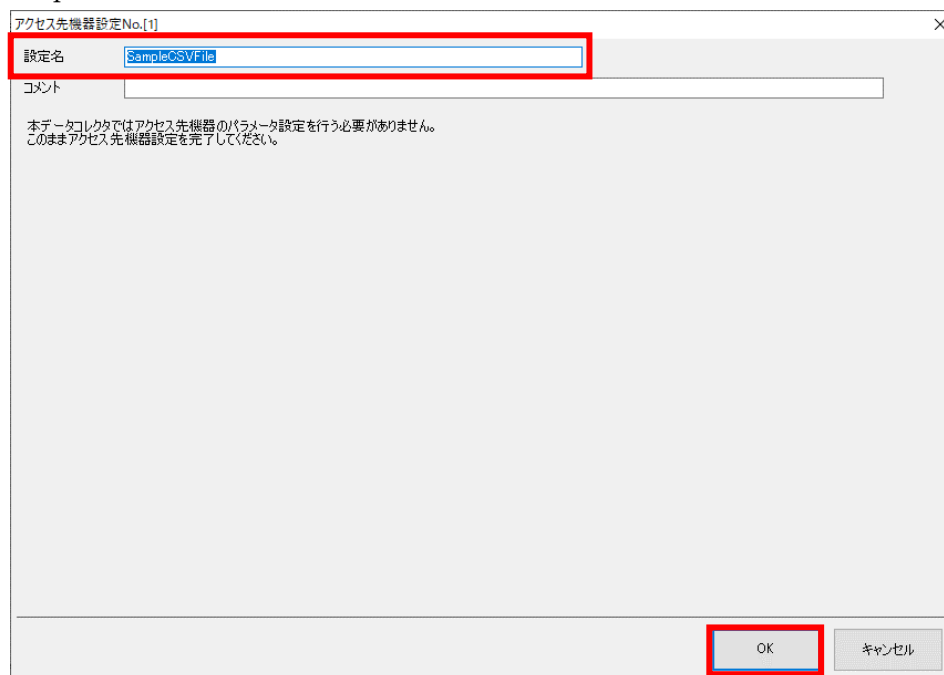 アクセス先機器設定No.[1]
設定名 SampleCSVFile
コメント
本データコレクタではアクセス先機器のパラメータ設定を行う必要がありません。
このままアクセス先機器設定を完了してください。
OK キャンセル